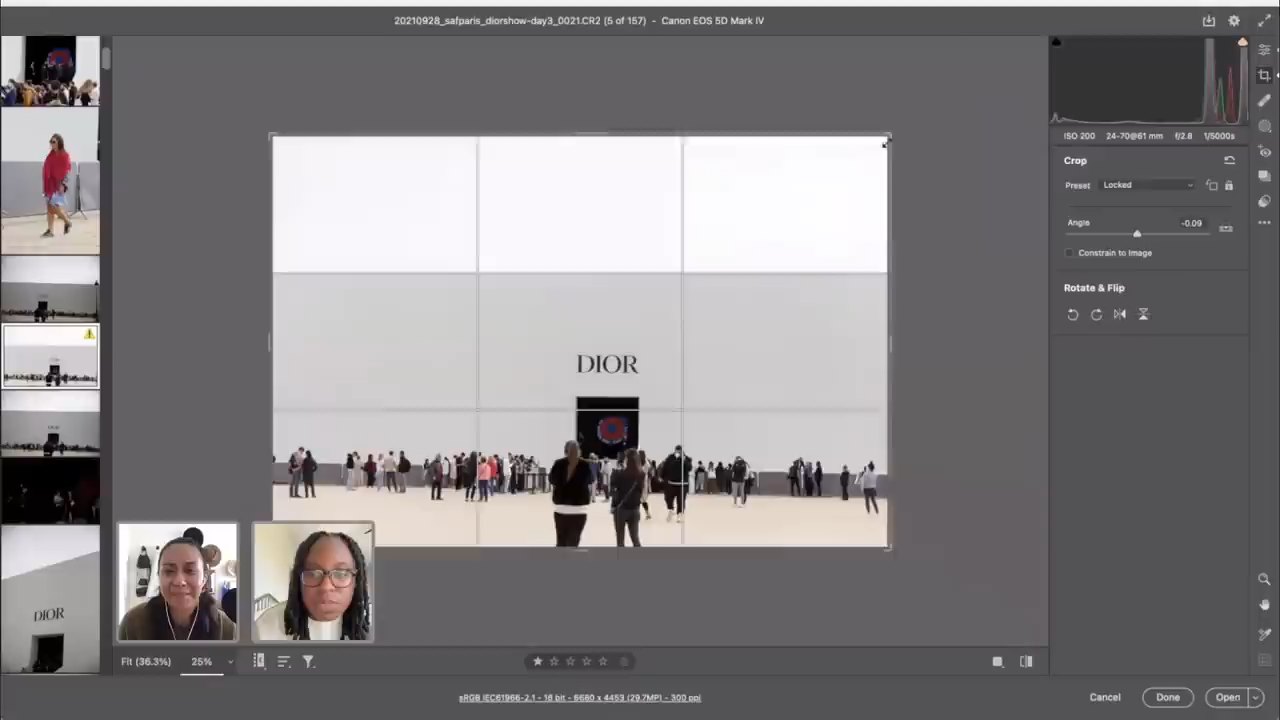 20210928_safparis_diorshow-day3_0021.CR2 (5 of 157) - Canon EOS 5D Mark IV
ISO 200 24-70@61 mm f/2.8 1/5000s
Crop
Preset Locked
Angle -0.09
Constrain to Image
Rotate & Flip
DIOR
DIOR
Fit (36.3%) 25%
sRGB IEC61966-2.1 - 16 bit - 6680 x 4453 (29.7MP) - 300 ppi
Cancel Done Open